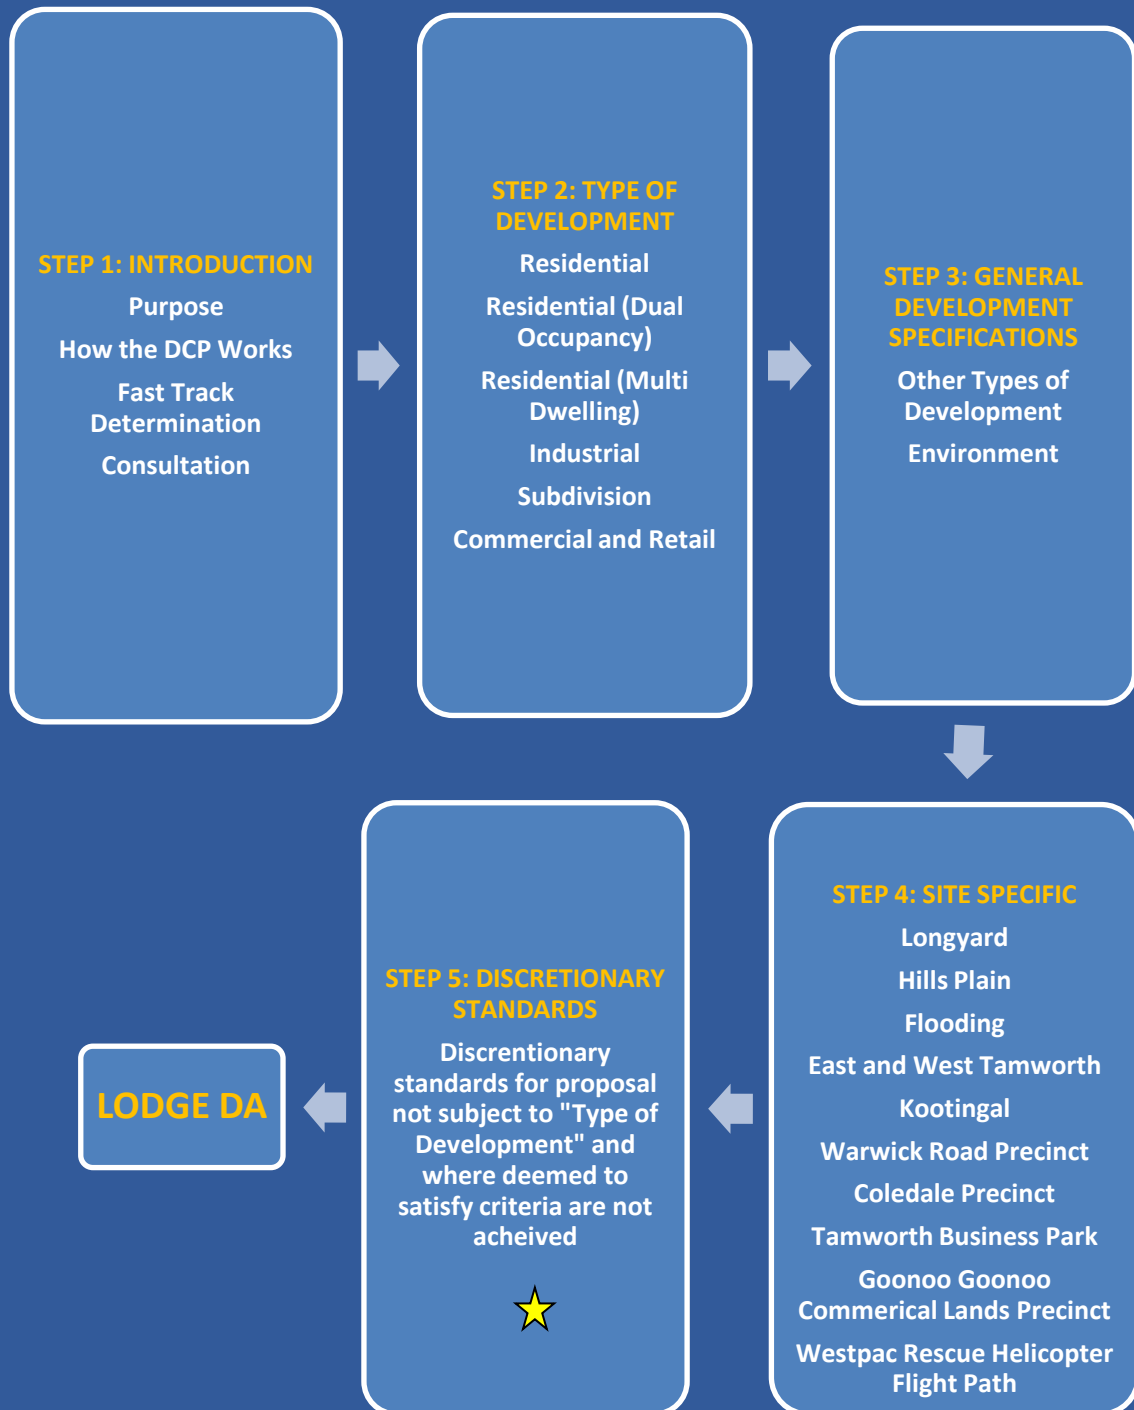 STEP 1: INTRODUCTION
Purpose
How the DCP Works
Fast Track
Determination
Consultation
STEP 2: TYPE OF
DEVELOPMENT
Residential
Residential (Dual
Occupancy)
Residential (Multi
Dwelling)
Industrial
Subdivision
Commercial and Retail
STEP 3: GENERAL
DEVELOPMENT
SPECIFICATIONS
Other Types of
Development
Environment
STEP 4: SITE SPECIFIC
Longyard
Hills Plain
Flooding
East and West Tamworth
Kootingal
Warwick Road Precinct
Coledale Precinct
Tamworth Business Park
Goonoo Goonoo
Commerical Lands Precinct
Westpac Rescue Helicopter
Flight Path
STEP 5: DISCRETIONARY
STANDARDS
Discrentionary
standards for proposal
not subject to "Type of
Development" and
where deemed to
satisfy criteria are not
acheived
LODGE DA